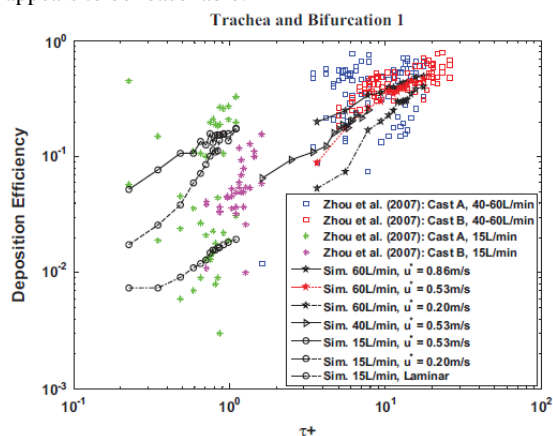 Trachea and Bifurcation 1
10^0
10^-1
10^-2
10^-3
Deposition Efficiency
Zhou et al. (2007): Cast A, 40-60L/min
Zhou et al. (2007): Cast B, 40-60L/min
Zhou et al. (2007): Cast A, 15L/min
Zhou et al. (2007): Cast B, 15L/min
Sim. 60L/min, u* = 0.86m/s
Sim. 60L/min, u* = 0.53m/s
Sim. 60L/min, u* = 0.20m/s
Sim. 40L/min, u* = 0.53m/s
Sim. 15L/min, u* = 0.53m/s
Sim. 15L/min, u* = 0.20m/s
Sim. 15L/min, Laminar
10^-1 10^0 10^1 10^2
τ+